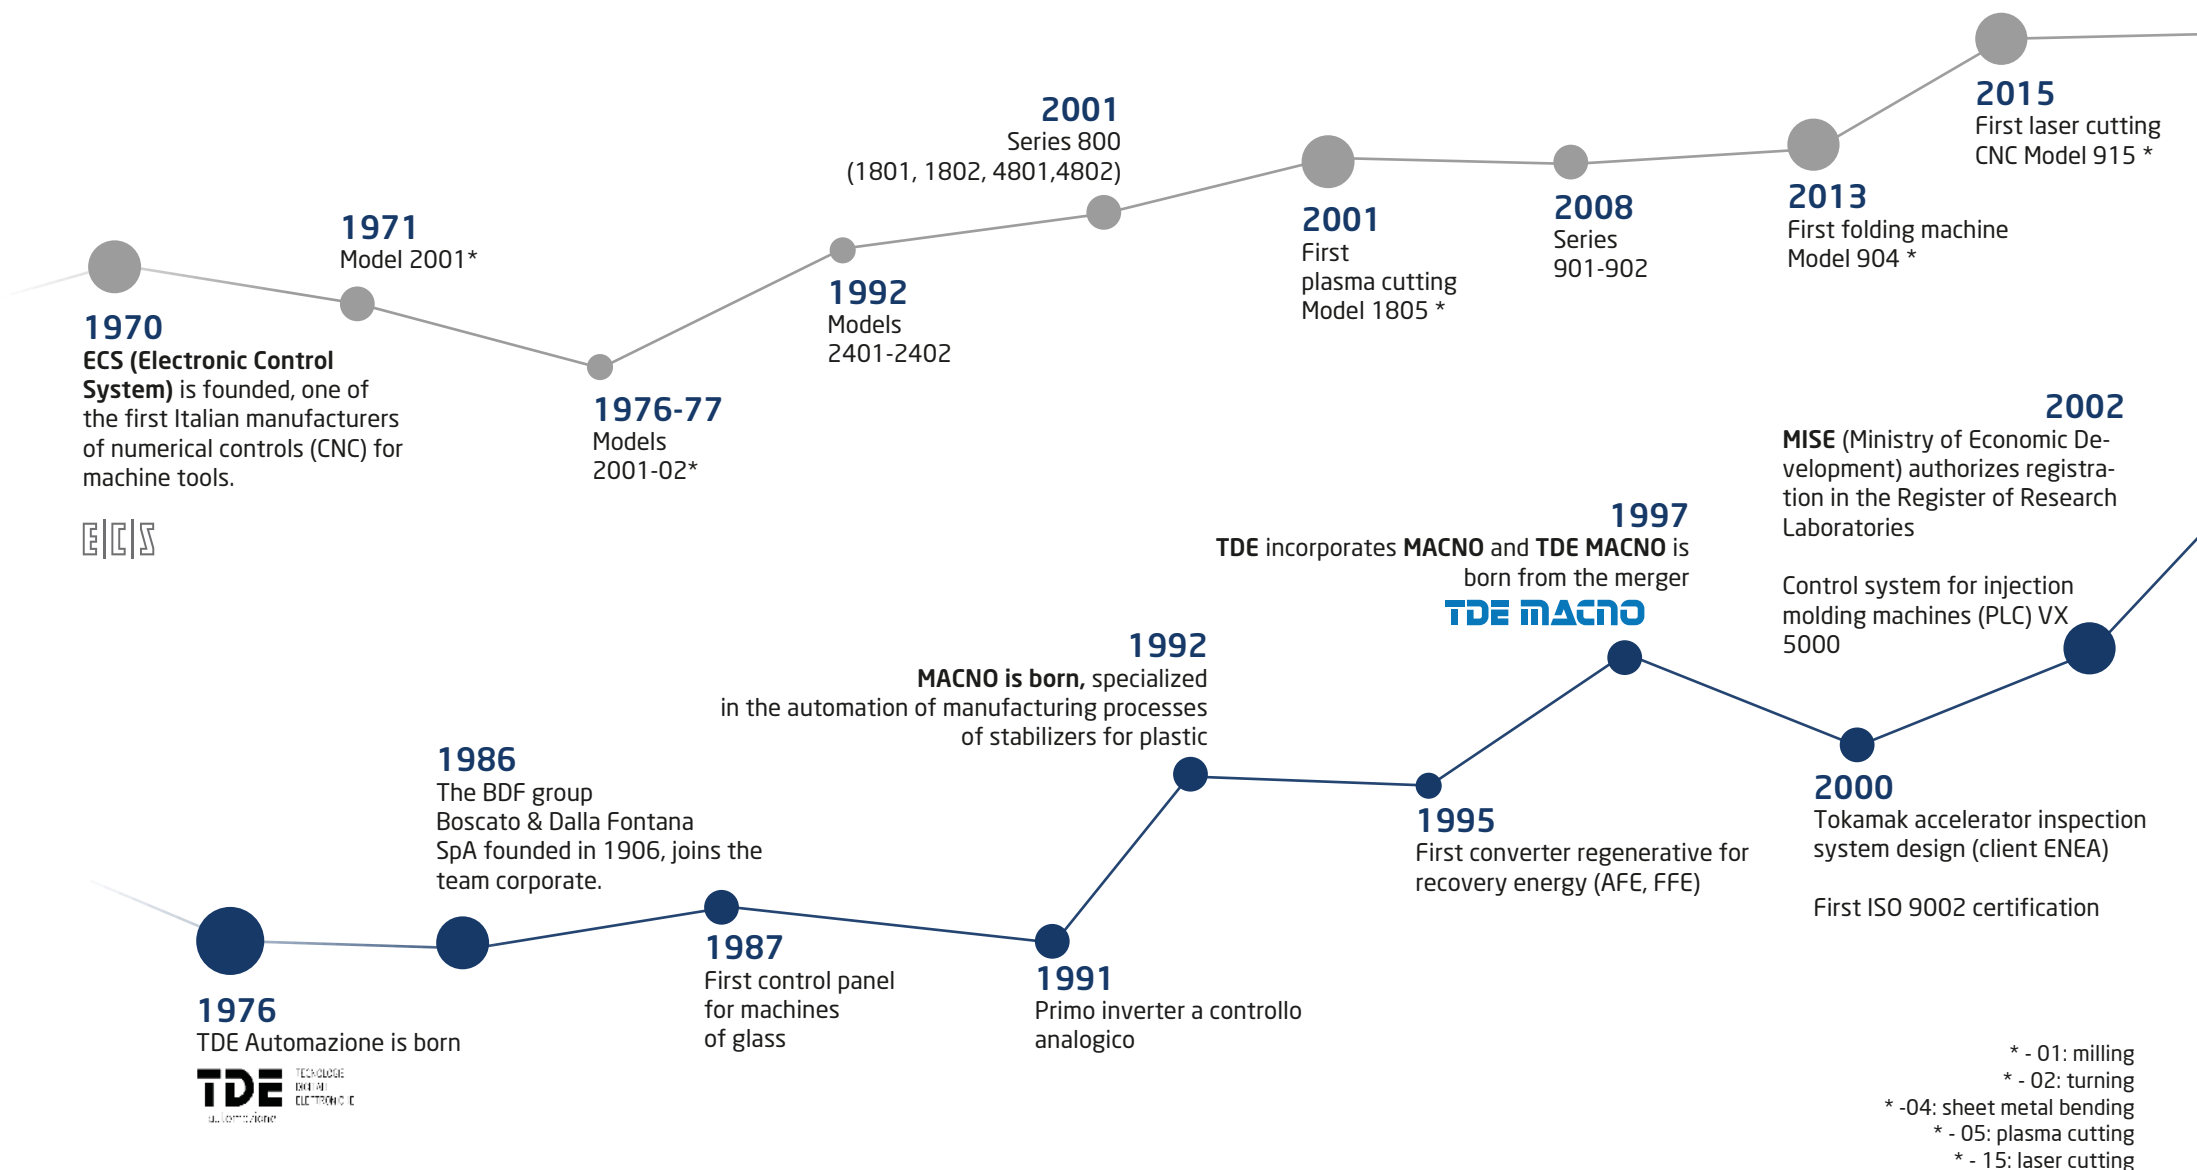 1970
ECS (Electronic Control
System) is founded, one of
the first Italian manufacturers
of numerical controls (CNC) for
machine tools.
ECS
1971
Model 2001*
1976-77
Models
2001-02*
1992
Models
2401-2402
2001
Series 800
(1801, 1802, 4801,4802)
2001
First
plasma cutting
Model 1805 *
2008
Series
901-902
2013
First folding machine
Model 904 *
2015
First laser cutting
CNC Model 915 *
1976
TDE Automazione is born
TDE
automazione
1986
The BDF group
Boscato & Dalla Fontana
SpA founded in 1906, joins the
team corporate.
1987
First control panel
for machines
of glass
1991
Primo inverter a controllo
analogico
1992
MACNO is born, specialized
in the automation of manufacturing processes
of stabilizers for plastic
1995
First converter regenerative for
recovery energy (AFE, FFE)
1997
TDE incorporates MACNO and TDE MACNO is
born from the merger
TDE MACNO
2000
Tokamak accelerator inspection
system design (client ENEA)
First ISO 9002 certification
2002
MISE (Ministry of Economic De-
velopment) authorizes registra-
tion in the Register of Research
Laboratories
Control system for injection
molding machines (PLC) VX
5000
* - 01: milling
* - 02: turning
* -04: sheet metal bending
* - 05: plasma cutting
* - 15: laser cutting